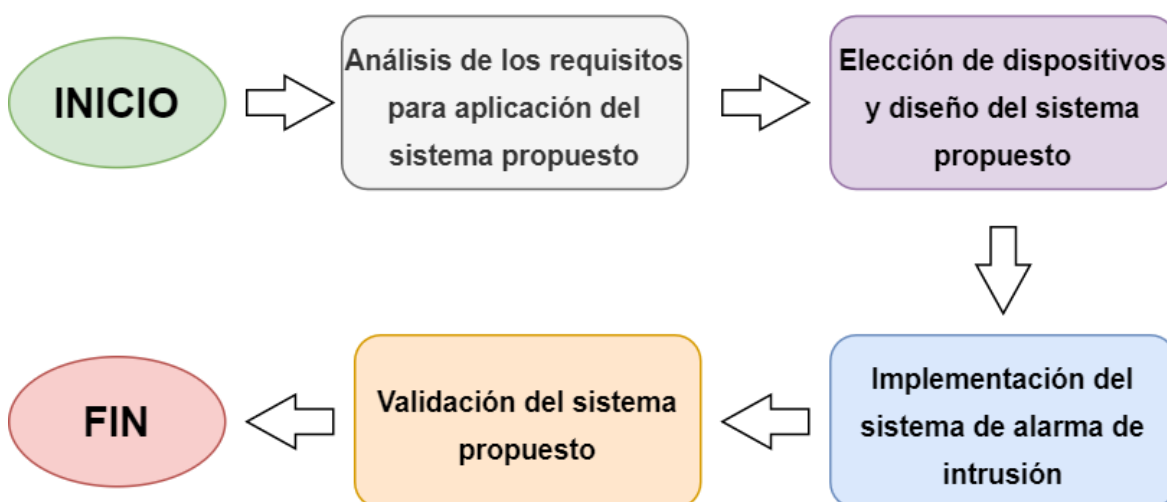 INICIO
Análisis de los requisitos
para aplicación del
sistema propuesto
Elección de dispositivos
y diseño del sistema
propuesto
Implementación del
sistema de alarma de
intrusión
Validación del sistema
propuesto
FIN